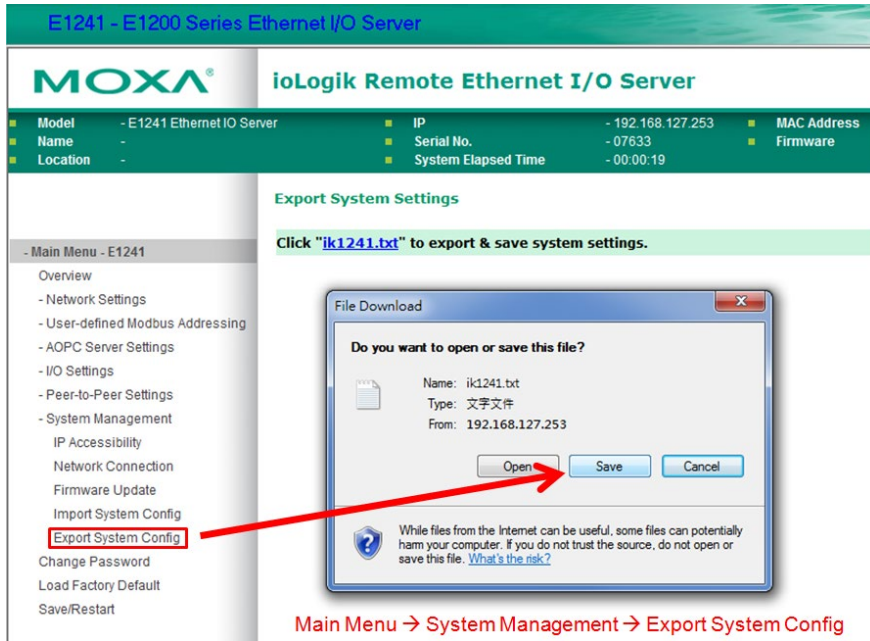 E1241 - E1200 Series Ethernet I/O Server
MOXA®
ioLogik Remote Ethernet I/O Server
Model - E1241 Ethernet IO Server IP - 192.168.127.253 MAC Address
Name - Serial No. - 07633 Firmware
Location - System Elapsed Time - 00:00:19
Export System Settings
Click "ik1241.txt" to export & save system settings.
- Main Menu - E1241
Overview
- Network Settings
- User-defined Modbus Addressing
- AOPC Server Settings
- I/O Settings
- Peer-to-Peer Settings
- System Management
IP Accessibility
Network Connection
Firmware Update
Import System Config
Export System Config
Change Password
Load Factory Default
Save/Restart
File Download
Do you want to open or save this file?
Name: ik1241.txt
Type: 文字文件
From: 192.168.127.253
Open Save Cancel
While files from the Internet can be useful, some files can potentially
harm your computer. If you do not trust the source, do not open or
save this file. What's the risk?
Main Menu → System Management → Export System Config